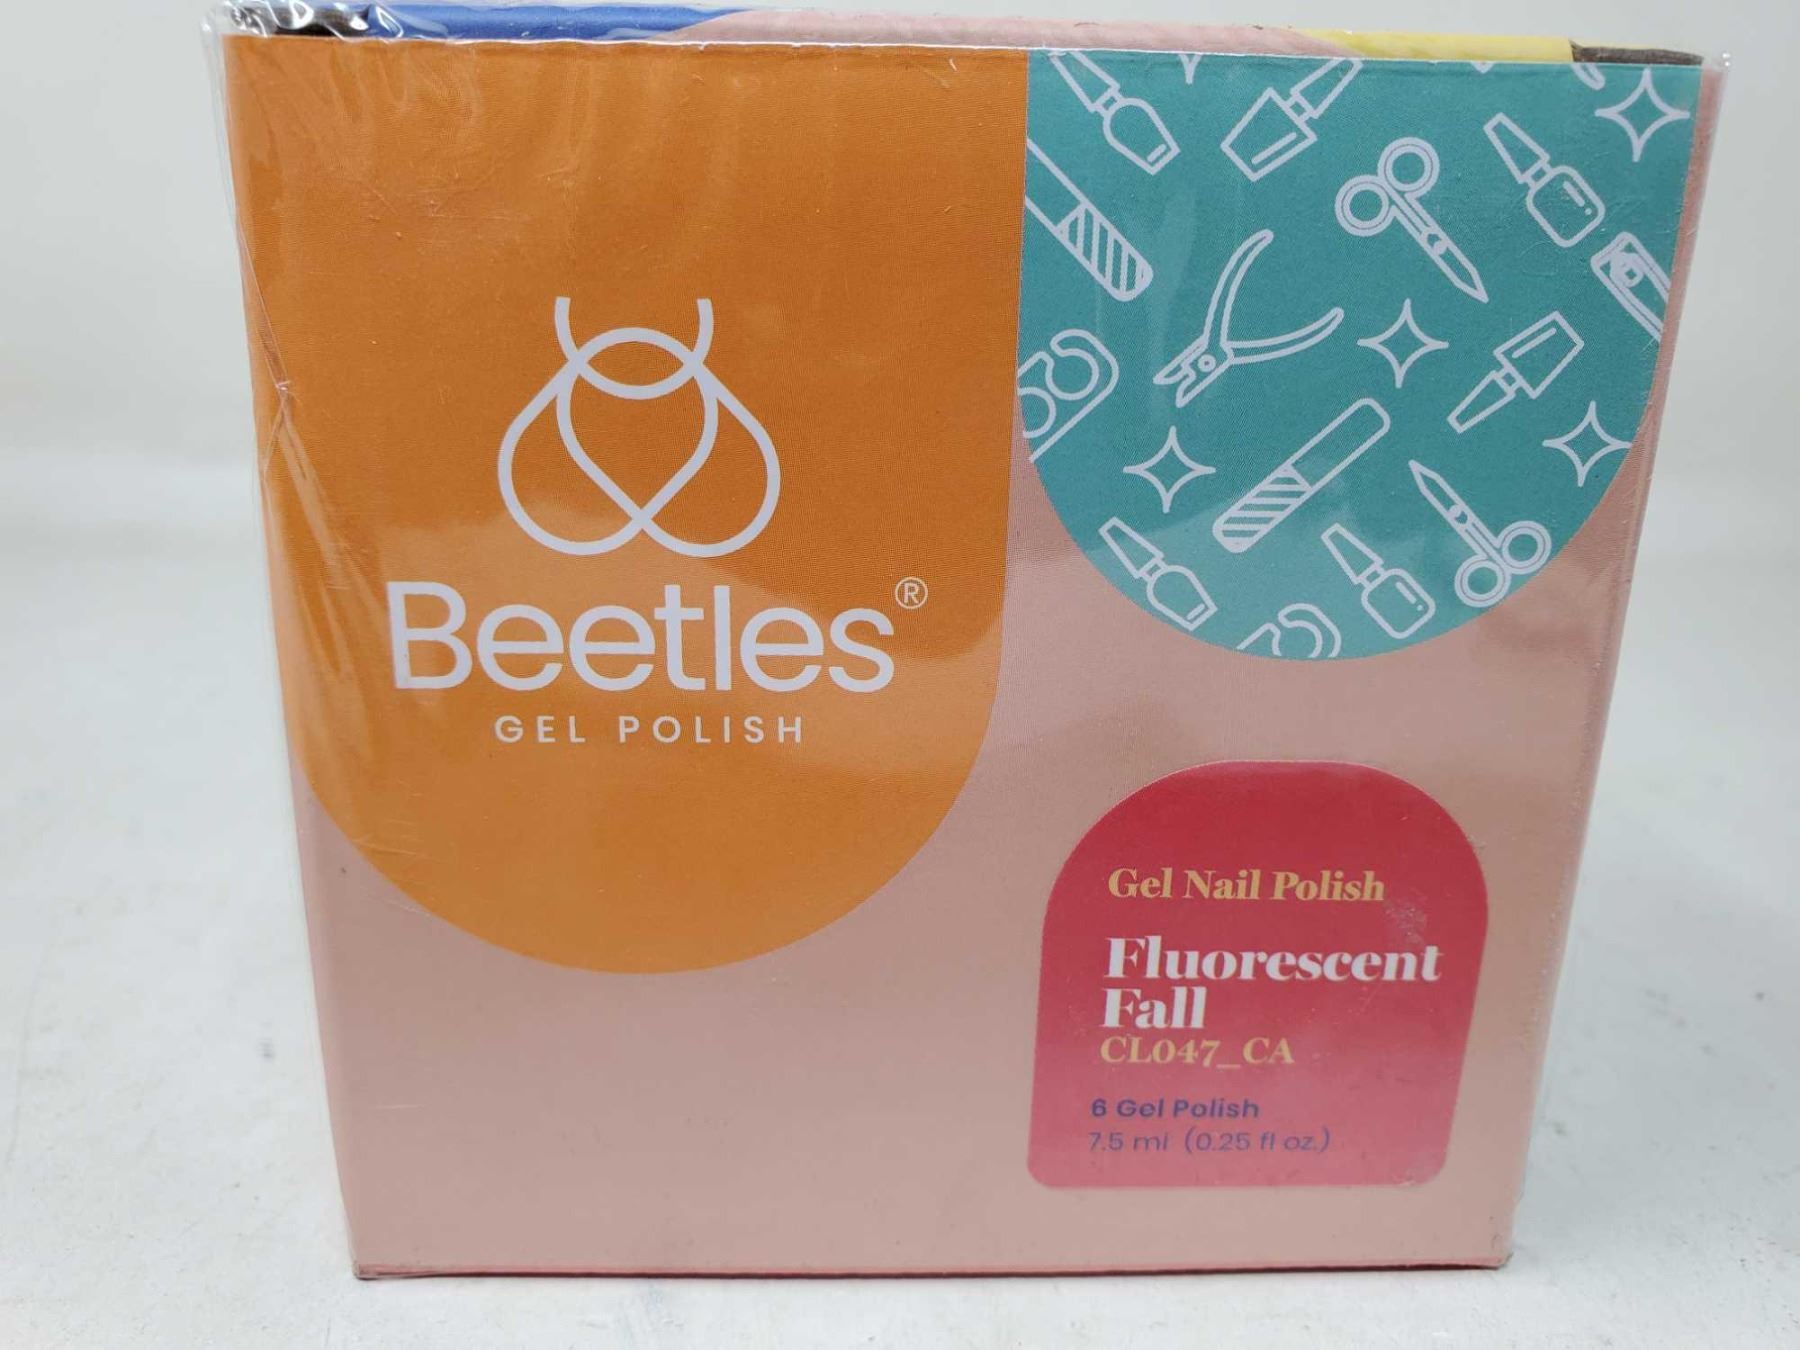 Beetles®
GEL POLISH
Gel Nail Polish
Fluorescent
Fall
CL047_CA
6 Gel Polish
7.5 ml (0.25 fl oz.)